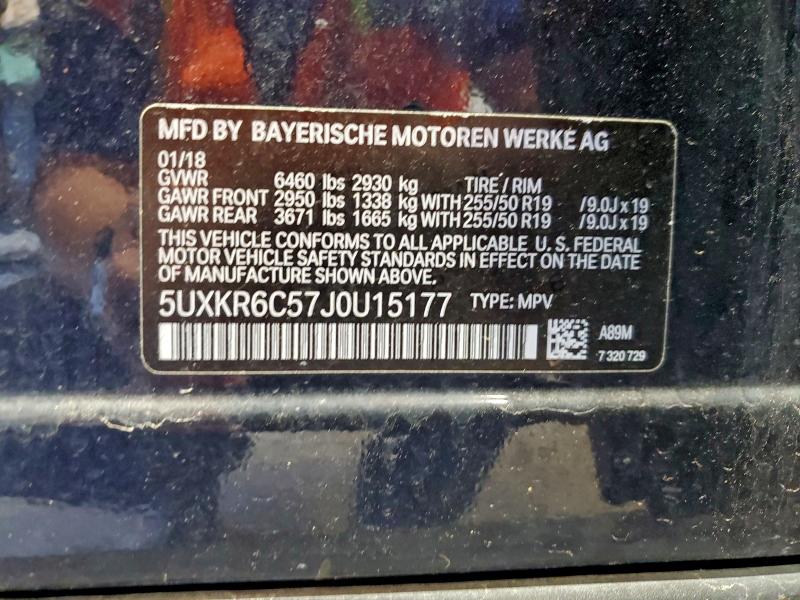 MFD BY BAYERISCHE MOTOREN WERKE AG
01/18
GVWR 6460 lbs 2930 kg TIRE / RIM
GAWR FRONT 2950 lbs 1338 kg WITH 255/50 R19 /9.0J x 19
GAWR REAR 3671 lbs 1665 kg WITH 255/50 R19 /9.0J x 19
THIS VEHICLE CONFORMS TO ALL APPLICABLE U. S. FEDERAL
MOTOR VEHICLE SAFETY STANDARDS IN EFFECT ON THE DATE
OF MANUFACTURE SHOWN ABOVE.
5UXKR6C57J0U15177 TYPE: MPV
A89M
7 320 729